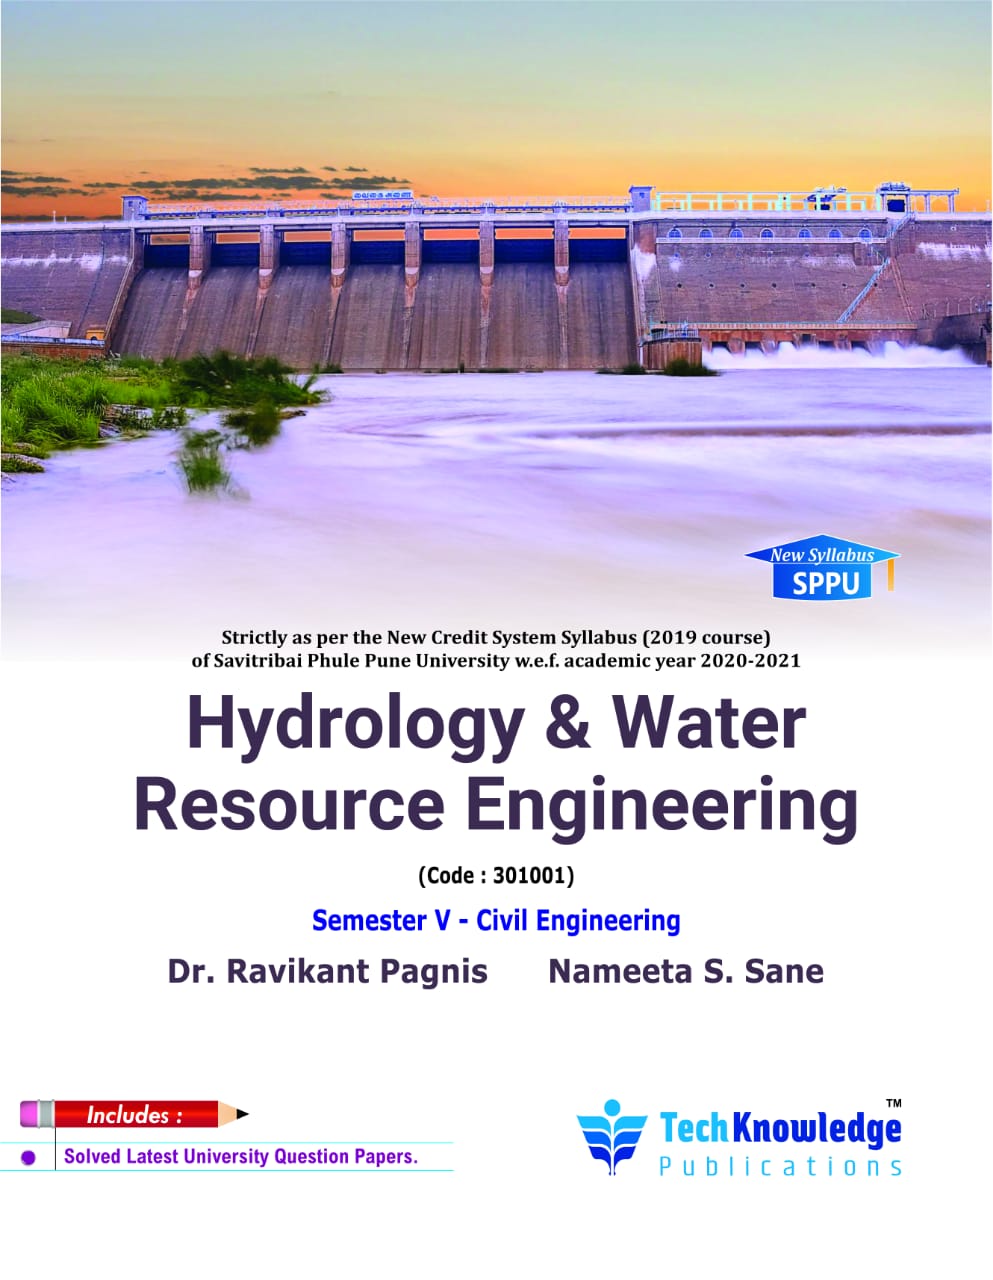 New Syllabus
SPPU
Strictly as per the New Credit System Syllabus (2019 course)
of Savitribai Phule Pune University w.e.f. academic year 2020-2021
Hydrology & Water
Resource Engineering
(Code : 301001)
Semester V - Civil Engineering
Dr. Ravikant Pagnis Nameeta S. Sane
Includes :
Solved Latest University Question Papers.
TechKnowledge™
Publications